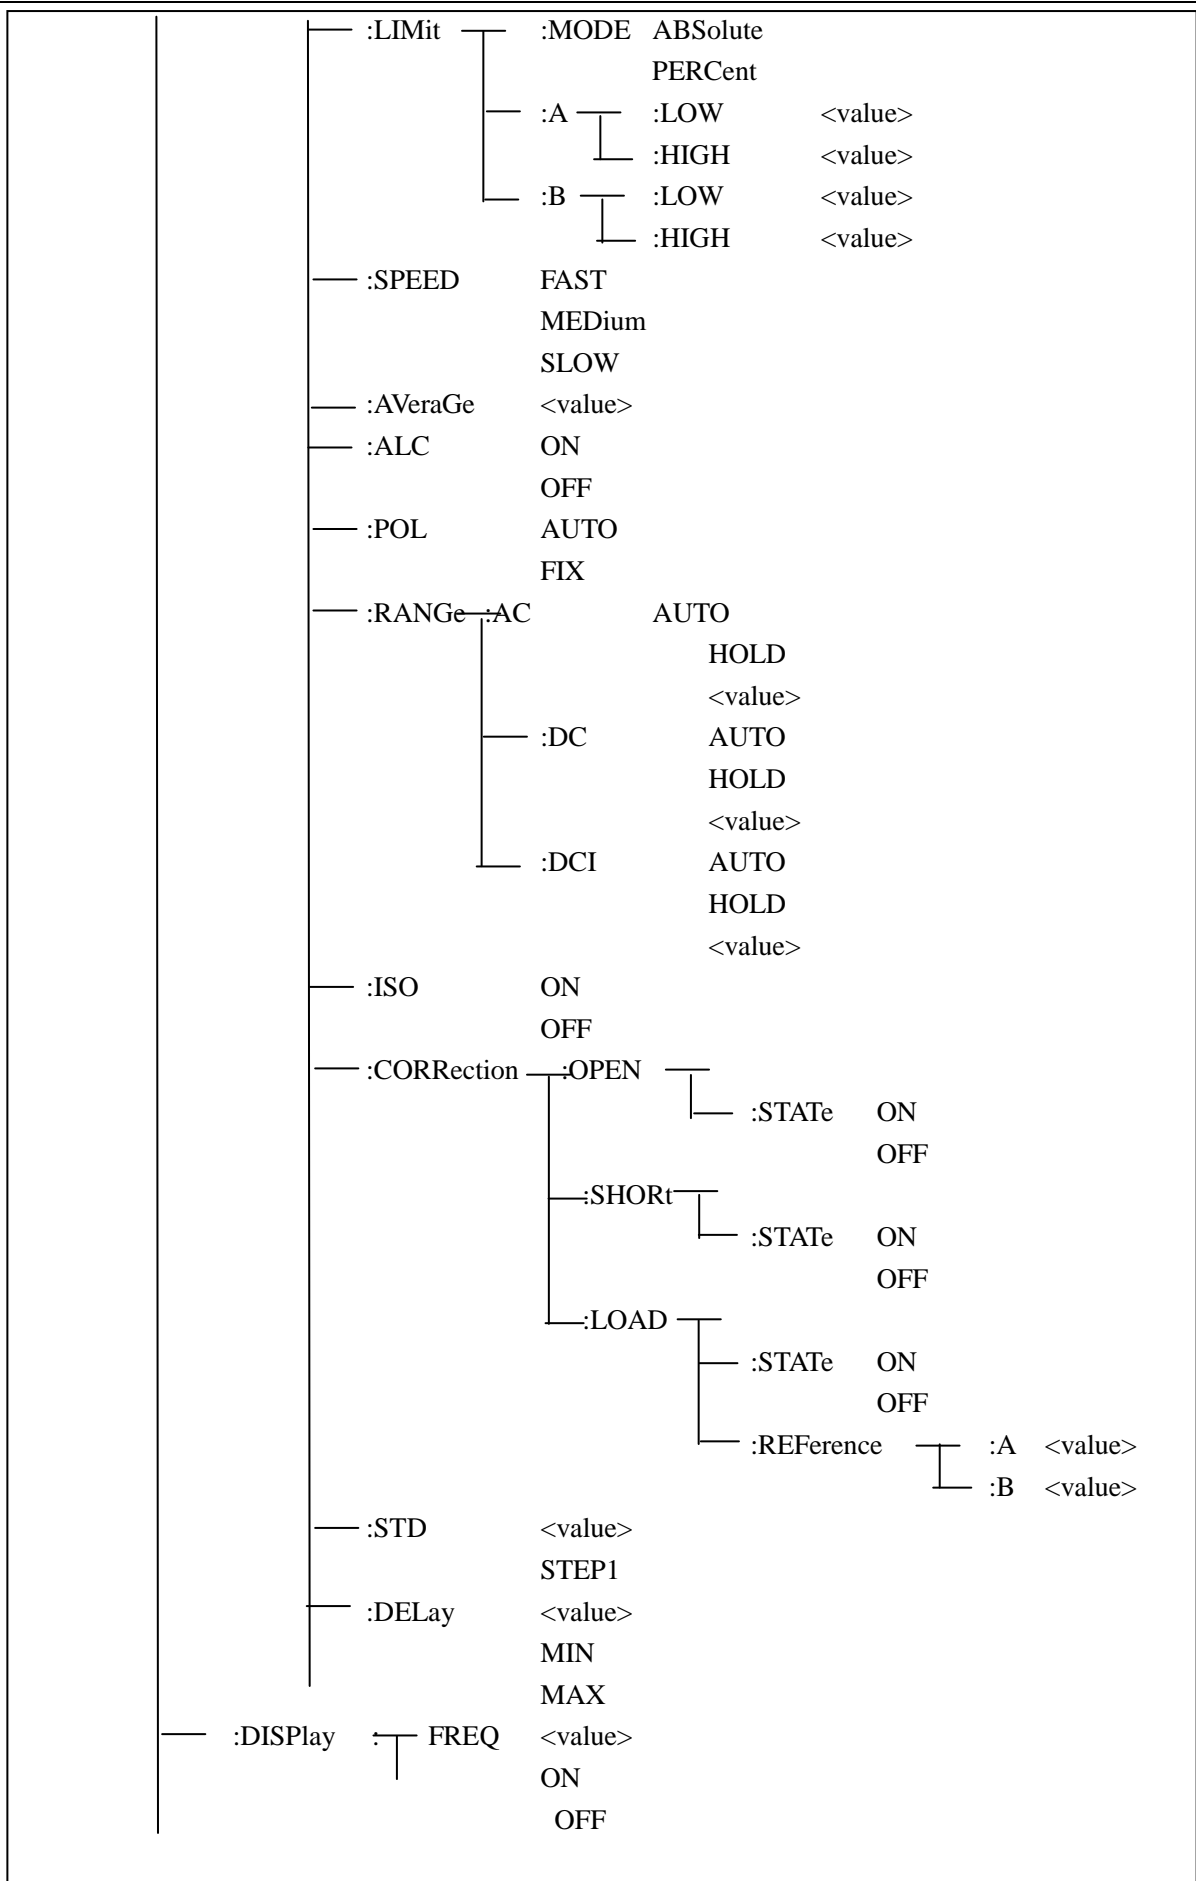 :LIMit :MODE ABSolute
PERCent
:A :LOW <value>
:HIGH <value>
:B :LOW <value>
:HIGH <value>
:SPEED FAST
MEDium
SLOW
:AVeraGe <value>
:ALC ON
OFF
:POL AUTO
FIX
:RANGe :AC AUTO
HOLD
<value>
:DC AUTO
HOLD
<value>
:DCI AUTO
HOLD
<value>
:ISO ON
OFF
:CORRection :OPEN
:STATe ON
OFF
:SHORt
:STATe ON
OFF
:LOAD
:STATe ON
OFF
:REFerence :A <value>
:B <value>
:STD <value>
STEP1
:DELay <value>
MIN
MAX
:DISPlay : FREQ <value>
ON
OFF